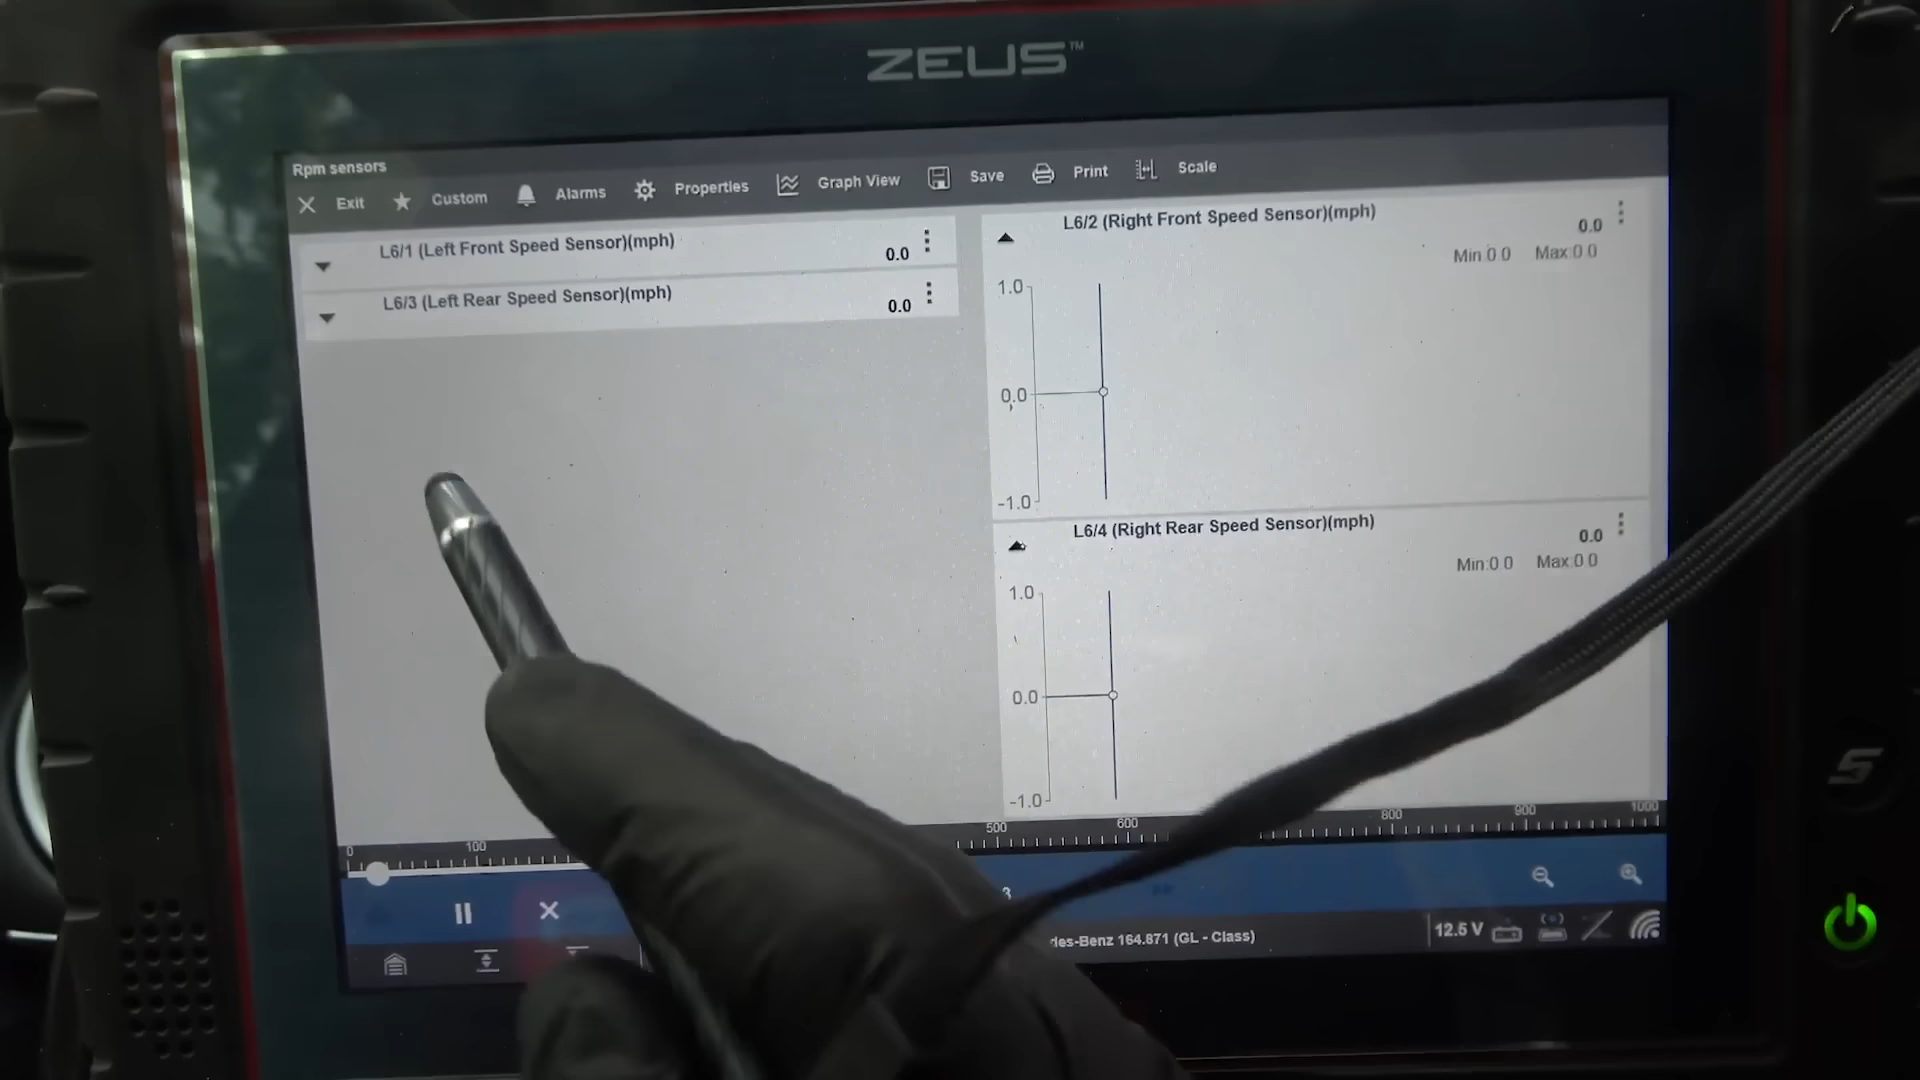 ZEUS™
Rpm sensors
Exit Custom Alarms Properties Graph View Save Print Scale
L6/1 (Left Front Speed Sensor)(mph) 0.0
L6/3 (Left Rear Speed Sensor)(mph) 0.0
L6/2 (Right Front Speed Sensor)(mph) 0.0
Min:0.0 Max:0.0
1.0
0.0
-1.0
L6/4 (Right Rear Speed Sensor)(mph) 0.0
Min:0.0 Max:0.0
1.0
0.0
-1.0
0 100 500 600 800 900 1000
des-Benz 164.871 (GL - Class)
12.5 V